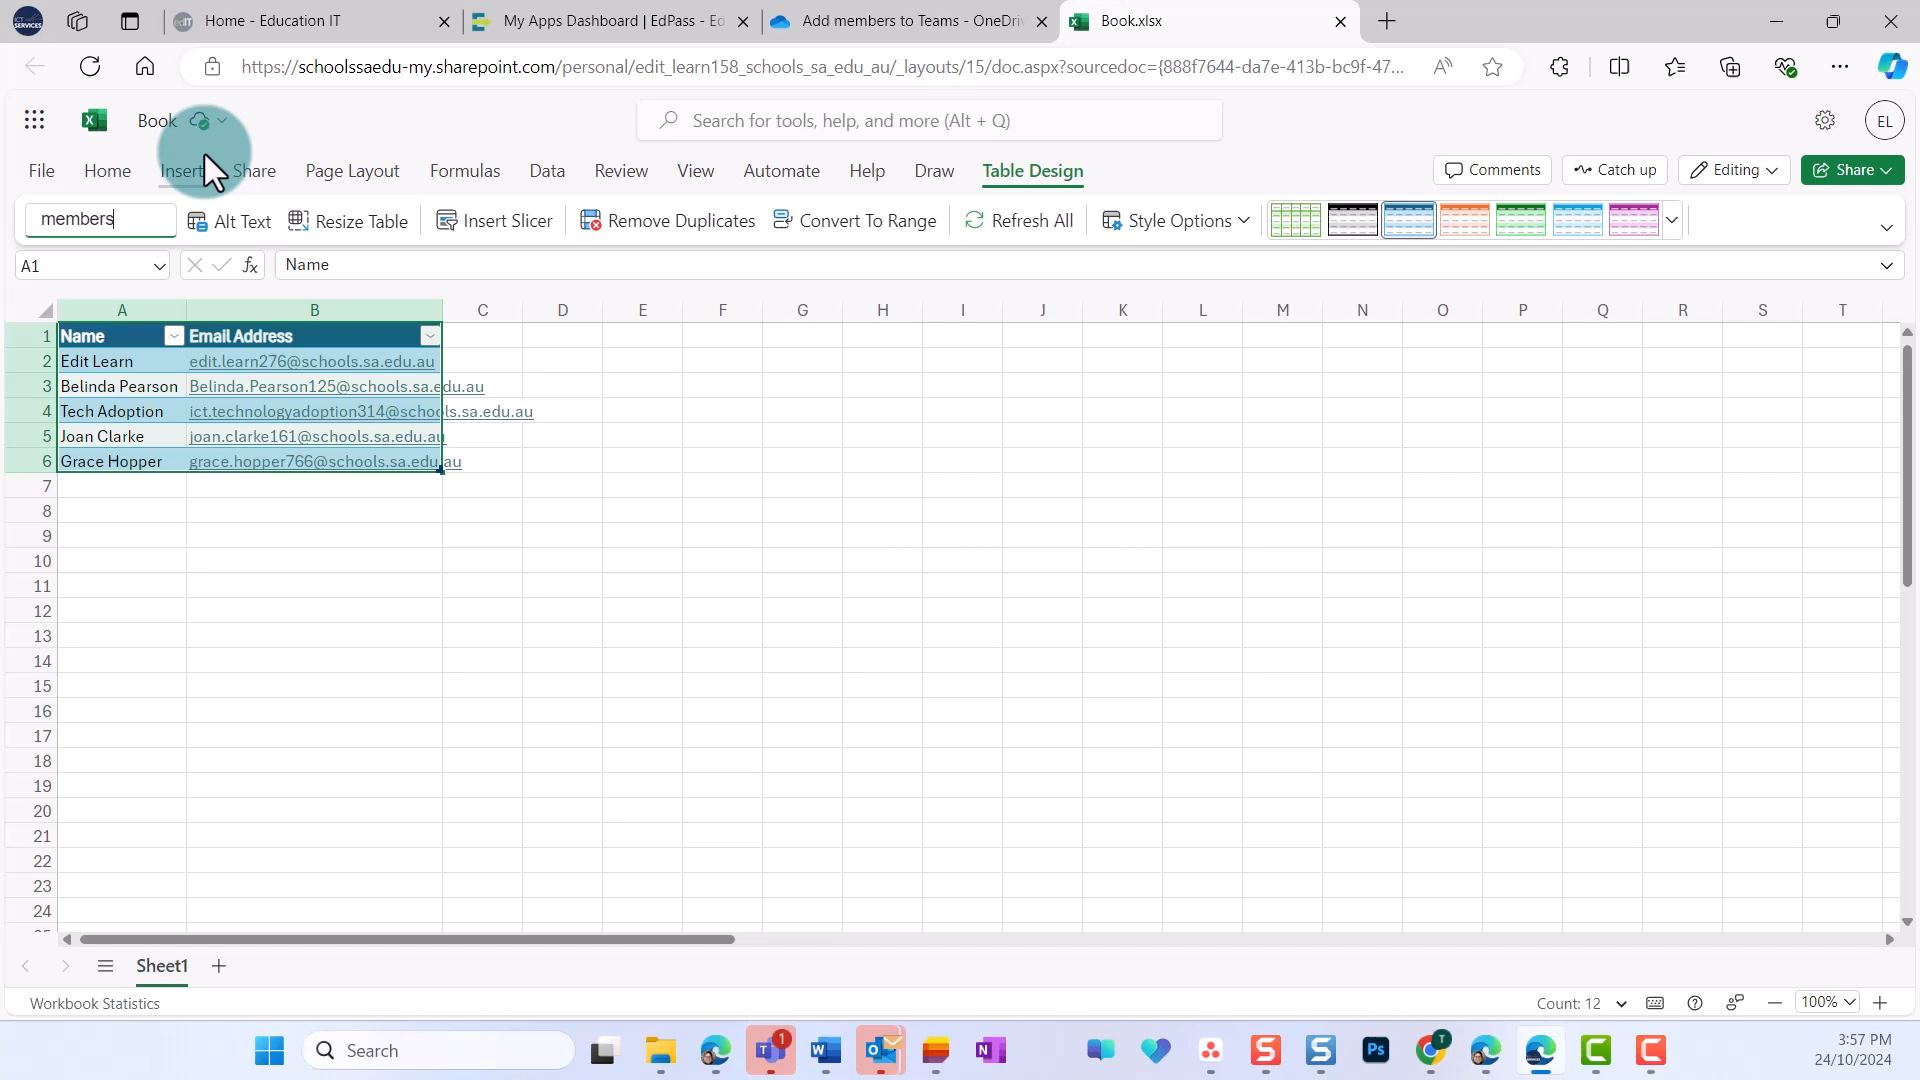 ICT SERVICES
edIT Home - Education IT
My Apps Dashboard | EdPass - Ed
Add members to Teams - OneDriv
Book.xlsx
https://schoolssaedu-my.sharepoint.com/personal/edit_learn158_schools_sa_edu_au/_layouts/15/doc.aspx?sourcedoc={888f7644-da7e-413b-bc9f-47...
Book
Search for tools, help, and more (Alt + Q)
EL
File Home Insert Share Page Layout Formulas Data Review View Automate Help Draw Table Design
Comments Catch up Editing Share
members Alt Text Resize Table Insert Slicer Remove Duplicates Convert To Range Refresh All Style Options
A1 fx Name
A B C D E F G H I J K L M N O P Q R S T
1 Name Email Address
2 Edit Learn edit.learn276@schools.sa.edu.au
3 Belinda Pearson Belinda.Pearson125@schools.sa.edu.au
4 Tech Adoption ict.technologyadoption314@schools.sa.edu.au
5 Joan Clarke joan.clarke161@schools.sa.edu.au
6 Grace Hopper grace.hopper766@schools.sa.edu.au
7
8
9
10
11
12
13
14
15
16
17
18
19
20
21
22
23
24
Sheet1
Workbook Statistics
Count: 12
100%
Search
1
T
3:57 PM
24/10/2024